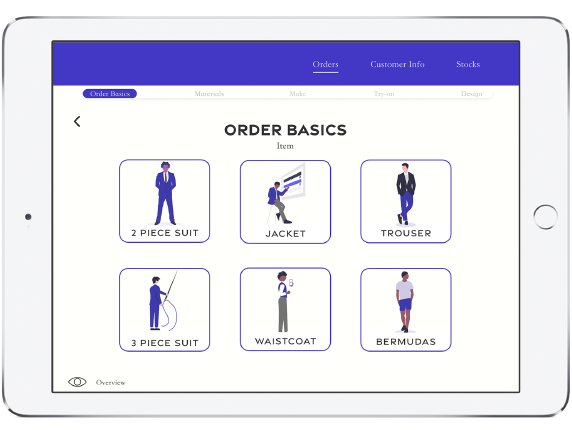 Orders Customer Info Stocks
Order Basics Materials Make Try-on Design
ORDER BASICS
Item
2 PIECE SUIT JACKET TROUSER
3 PIECE SUIT WAISTCOAT BERMUDAS
Overview